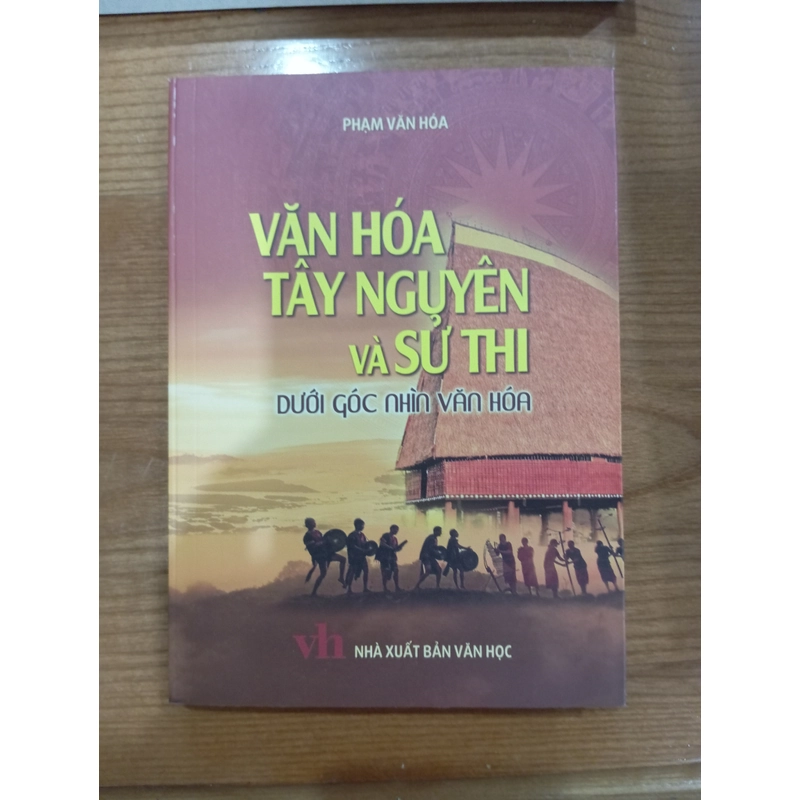 PHẠM VĂN HÓA
VĂN HÓA
TÂY NGUYÊN
VÀ SỬ THI
DƯỚI GÓC NHÌN VĂN HÓA
vh NHÀ XUẤT BẢN VĂN HỌC